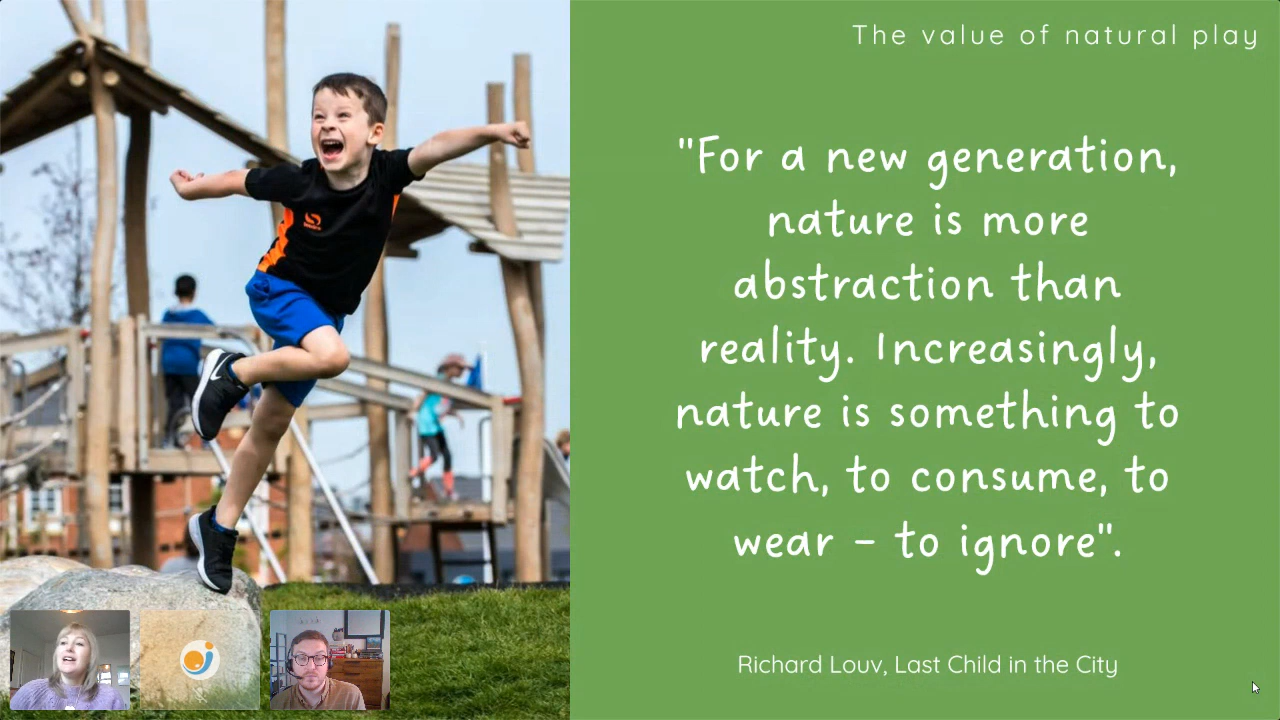 The value of natural play
"For a new generation,
nature is more
abstraction than
reality. Increasingly,
nature is something to
watch, to consume, to
wear – to ignore".
Richard Louv, Last Child in the City